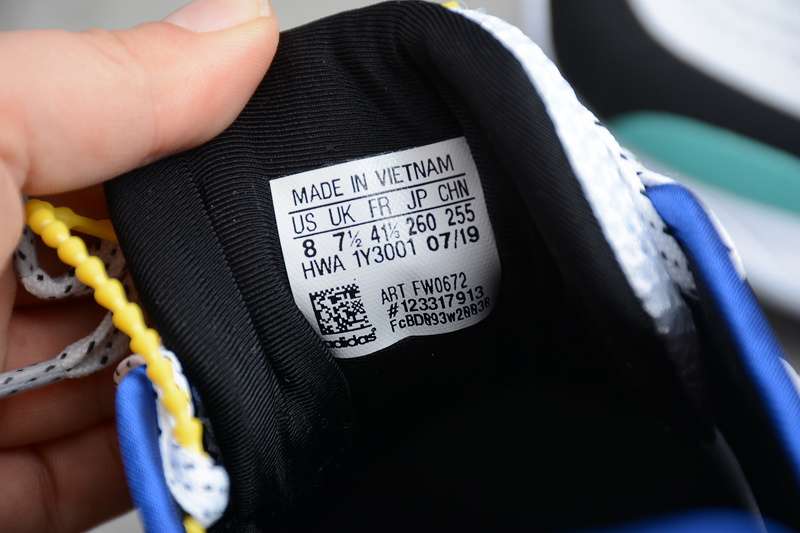 MADE IN VIETNAM
US UK FR JP CHN
8 7½ 41⅓ 260 255
HWA 1Y3001 07/19
ART FW0672
#123317913
adidas